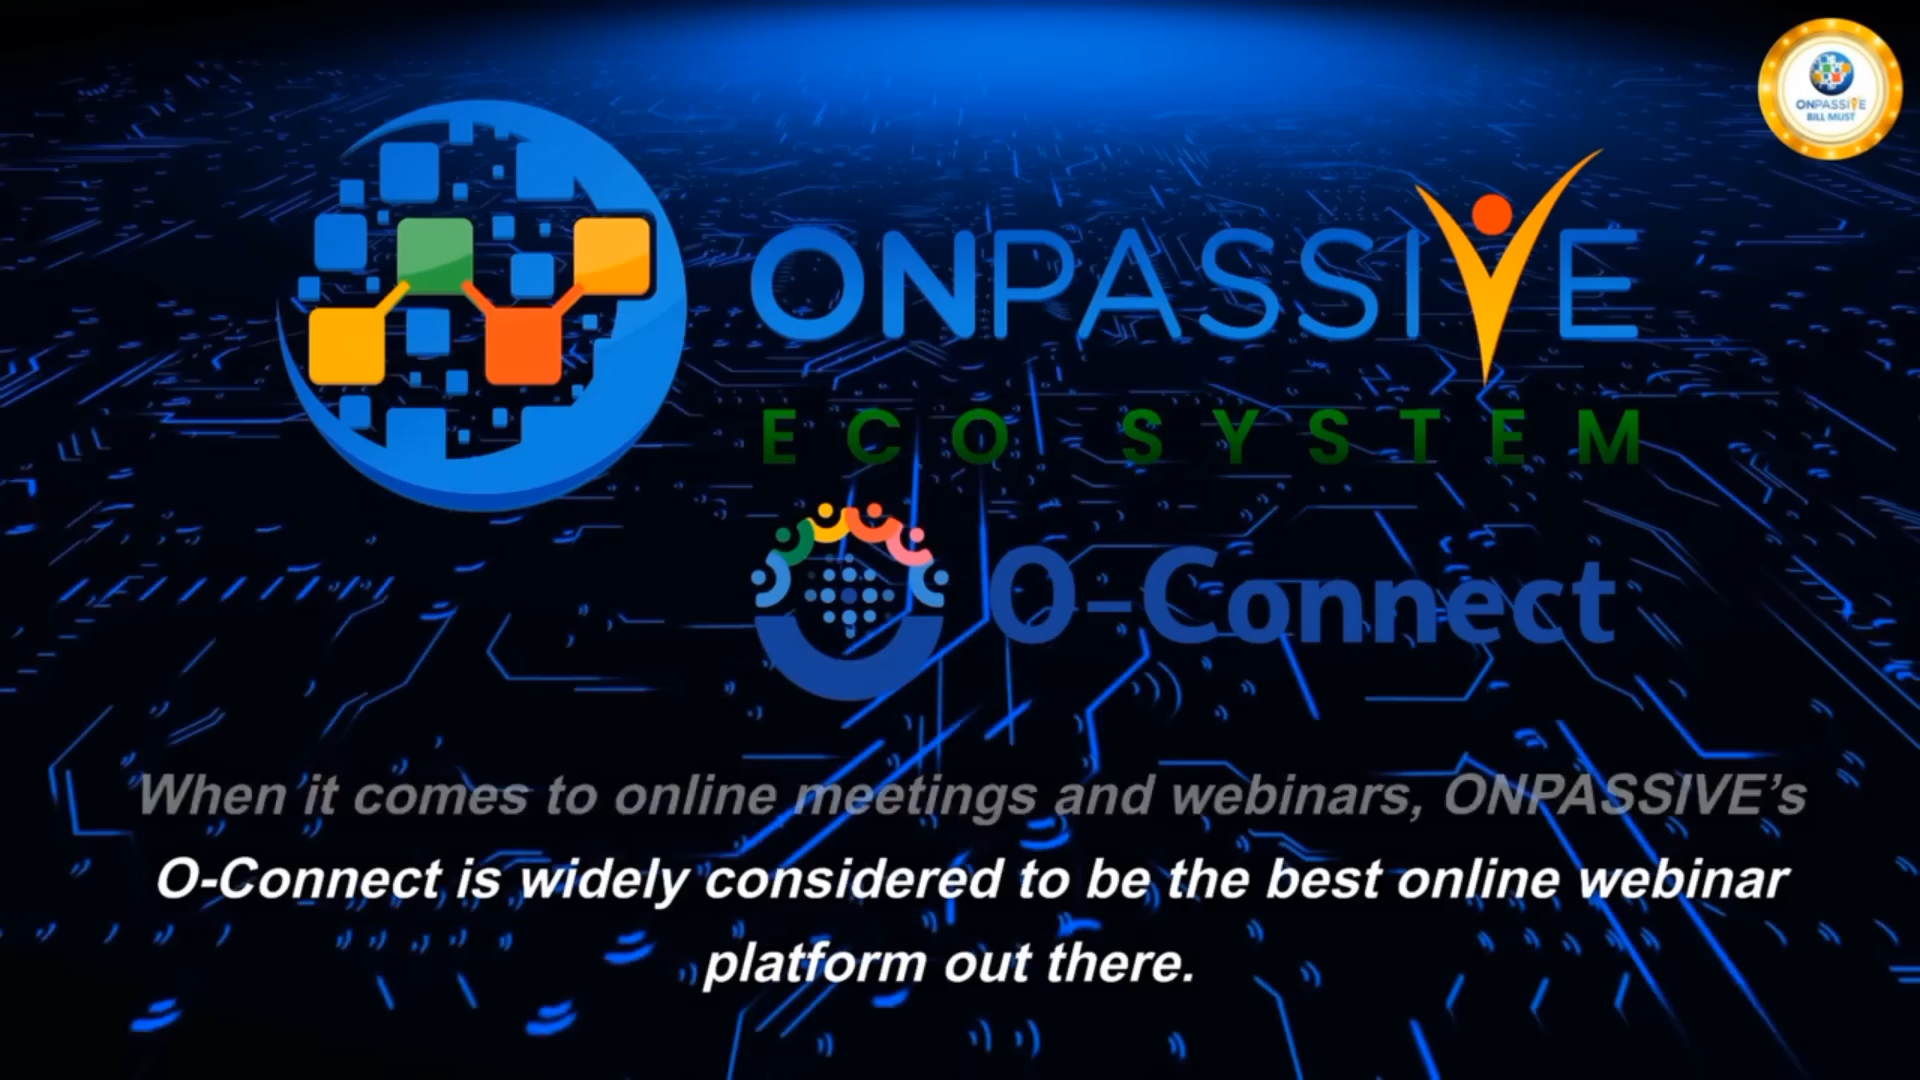 ONPASSIVE
BILL MUST
ONPASSIVE
ECO SYSTEM
O-Connect
When it comes to online meetings and webinars, ONPASSIVE’s
O-Connect is widely considered to be the best online webinar
platform out there.